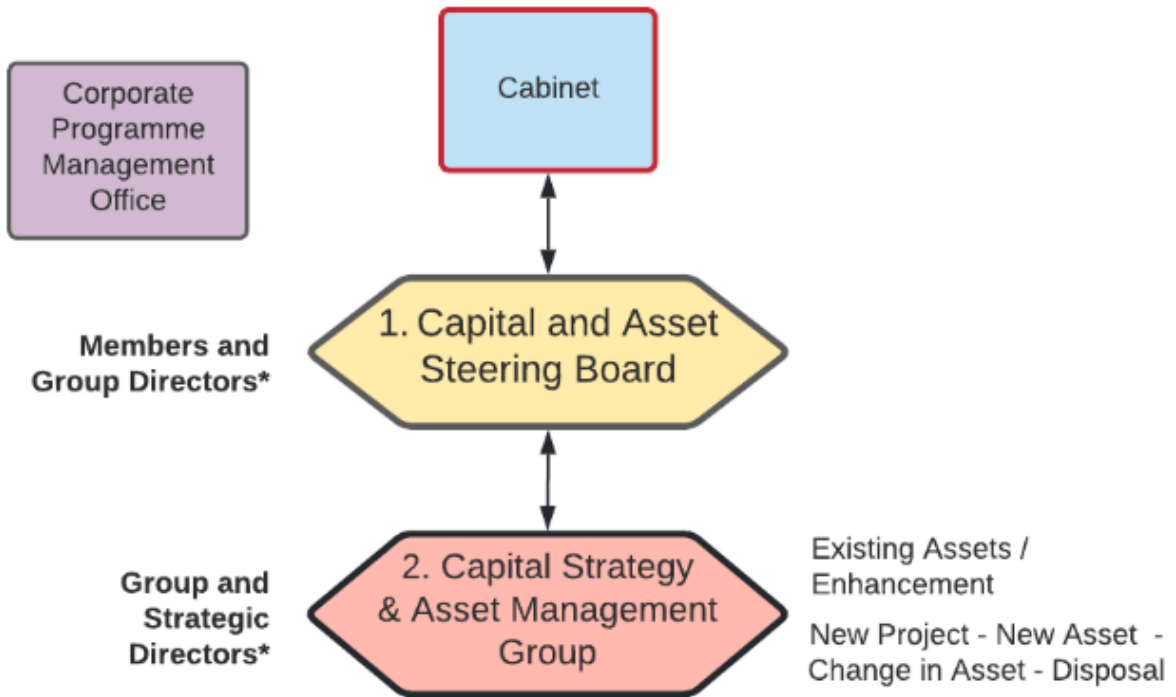 Cabinet
Corporate
Programme
Management
Office
Members and
Group Directors*
1. Capital and Asset
Steering Board
Group and
Strategic
Directors*
2. Capital Strategy
& Asset Management
Group
Existing Assets /
Enhancement
New Project - New Asset -
Change in Asset - Disposal